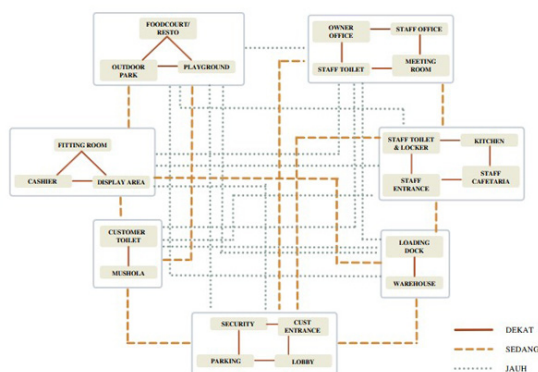 FOODCOURT/
RESTO
OUTDOOR
PARK
PLAYGROUND
OWNER
OFFICE
STAFF OFFICE
STAFF TOILET
MEETING
ROOM
FITTING ROOM
CASHIER
DISPLAY AREA
STAFF TOILET
& LOCKER
KITCHEN
STAFF
ENTRANCE
STAFF
CAFETARIA
CUSTOMER
TOILET
MUSHOLA
LOADING
DOCK
WAREHOUSE
SECURITY
CUST
ENTRANCE
PARKING
LOBBY
DEKAT
SEDANG
JAUH